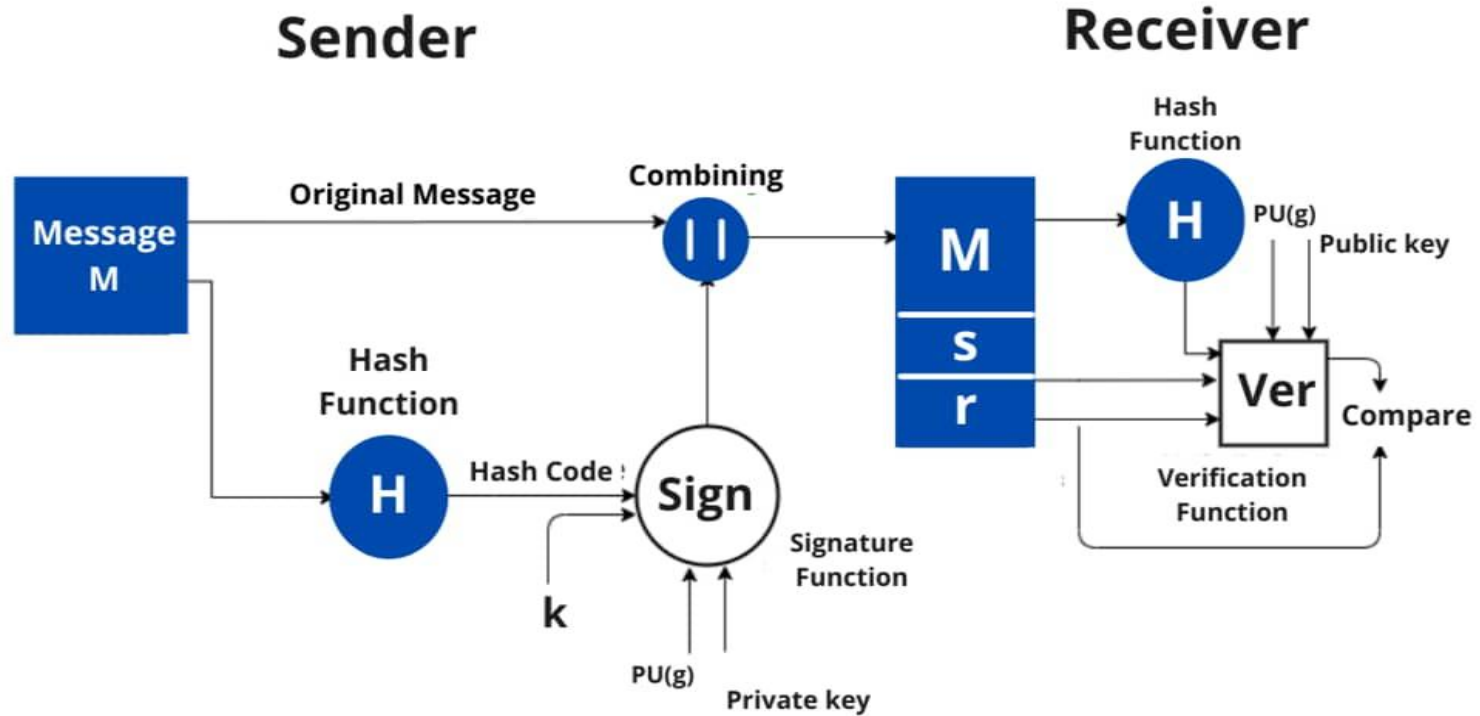 Sender
Receiver
Hash
Function
Original Message
Combining
Message
M
| |
M
H
PU(g)
Public key
s
r
Ver
Compare
Hash
Function
H
Hash Code
Sign
Verification
Function
Signature
Function
k
PU(g)
Private key